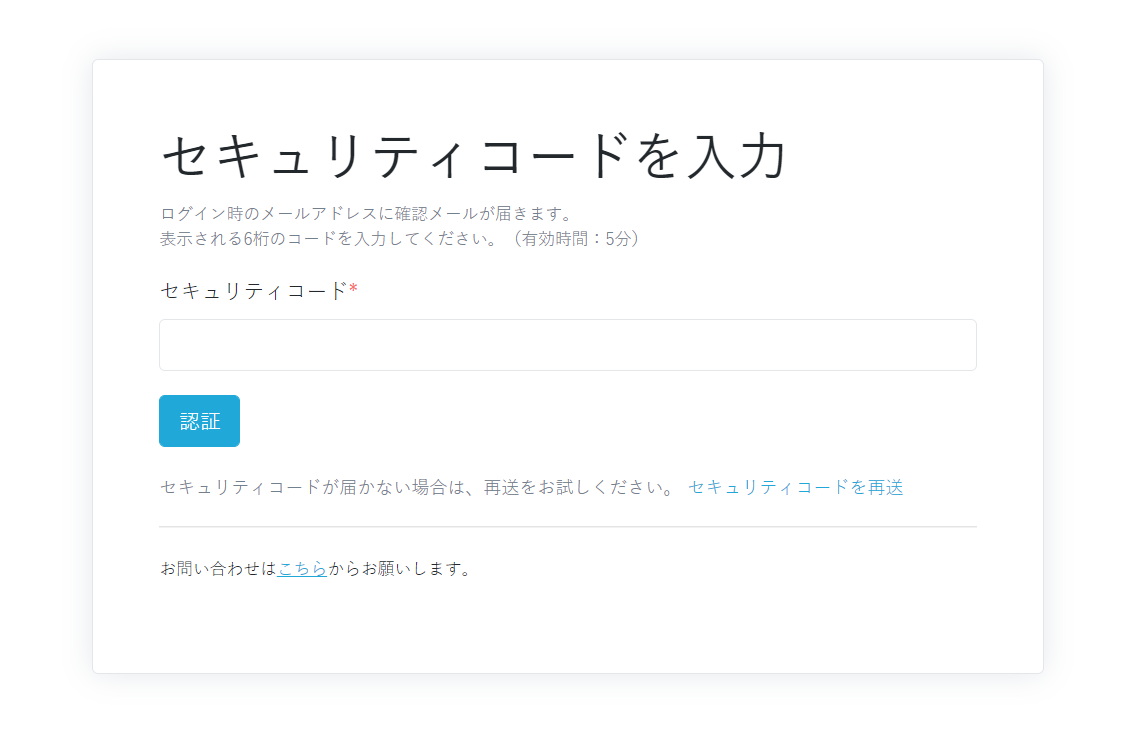 セキュリティコードを入力
ログイン時のメールアドレスに確認メールが届きます。
表示される6桁のコードを入力してください。（有効時間：5分）
セキュリティコード*
認証
セキュリティコードが届かない場合は、再送をお試しください。 セキュリティコードを再送
お問い合わせはこちらからお願いします。